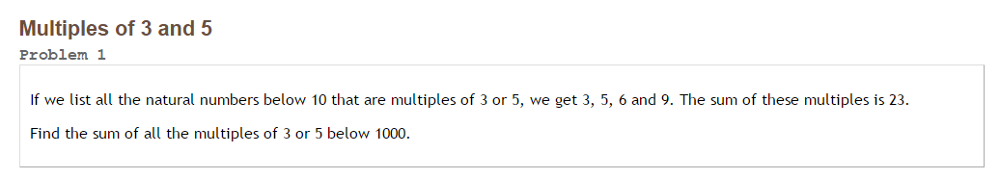 Multiples of 3 and 5
Problem 1
If we list all the natural numbers below 10 that are multiples of 3 or 5, we get 3, 5, 6 and 9. The sum of these multiples is 23.
Find the sum of all the multiples of 3 or 5 below 1000.